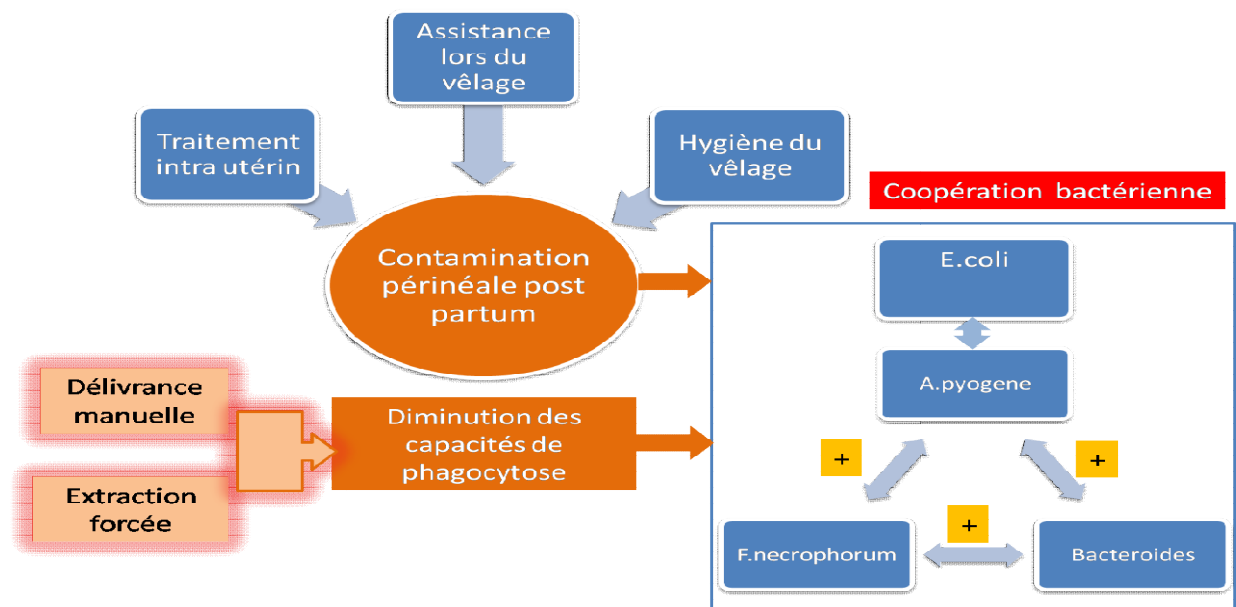 Assistance
lors du
vêlage
Traitement
intra utérin
Hygiène du
vêlage
Coopération bactérienne
Contamination
périnéale post
partum
E.coli
A.pyogene
Délivrance
manuelle
Diminution des
capacités de
phagocytose
Extraction
forcée
+
+
+
F.necrophorum
Bacteroides